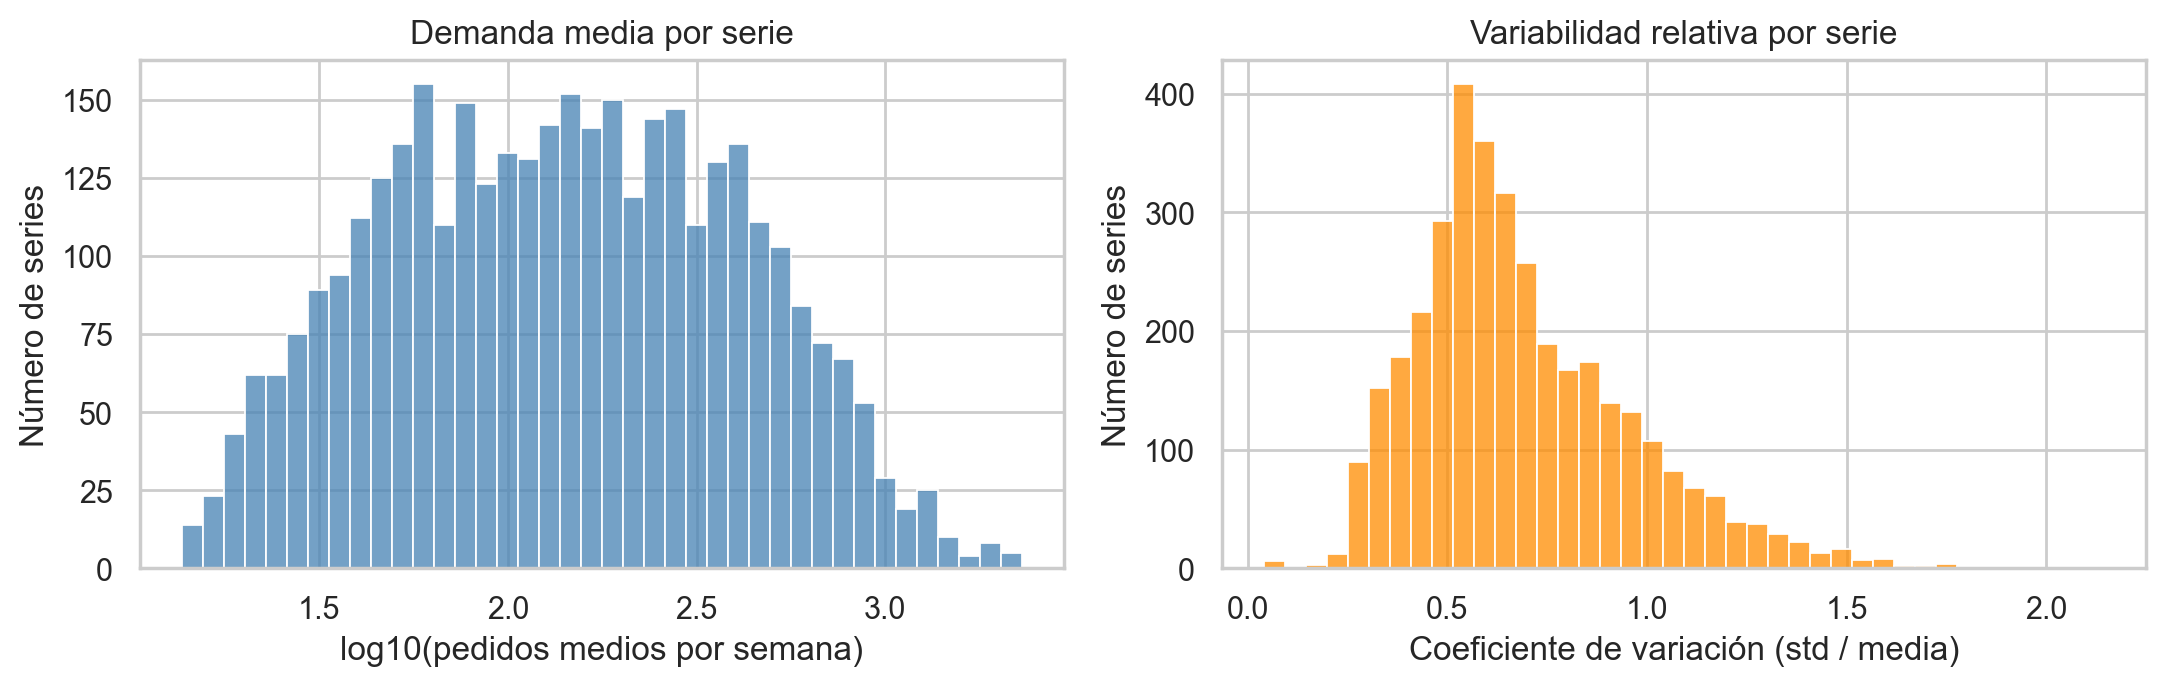 Demanda media por serie
Número de series
150
125
100
75
50
25
0
1.5 2.0 2.5 3.0
log10(pedidos medios por semana)
Variabilidad relativa por serie
Número de series
400
300
200
100
0
0.0 0.5 1.0 1.5 2.0
Coeficiente de variación (std / media)